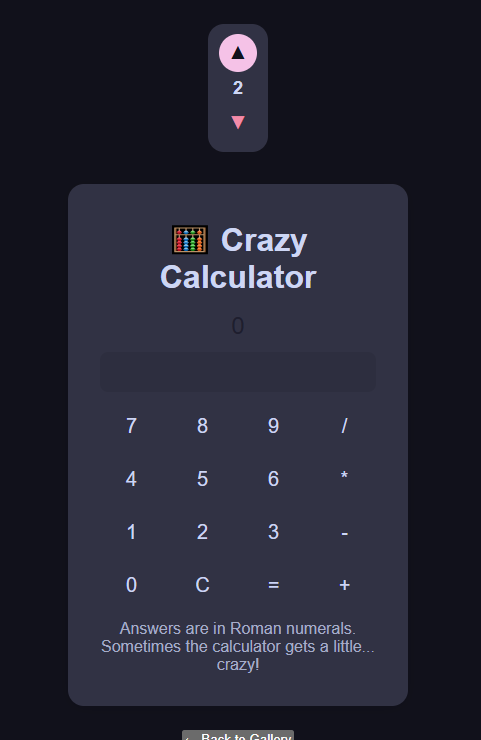 ▲
2
▼
🧮 Crazy
Calculator
0
7 8 9 /
4 5 6 *
1 2 3 -
0 C = +
Answers are in Roman numerals.
Sometimes the calculator gets a little...
crazy!
← Back to Gallery